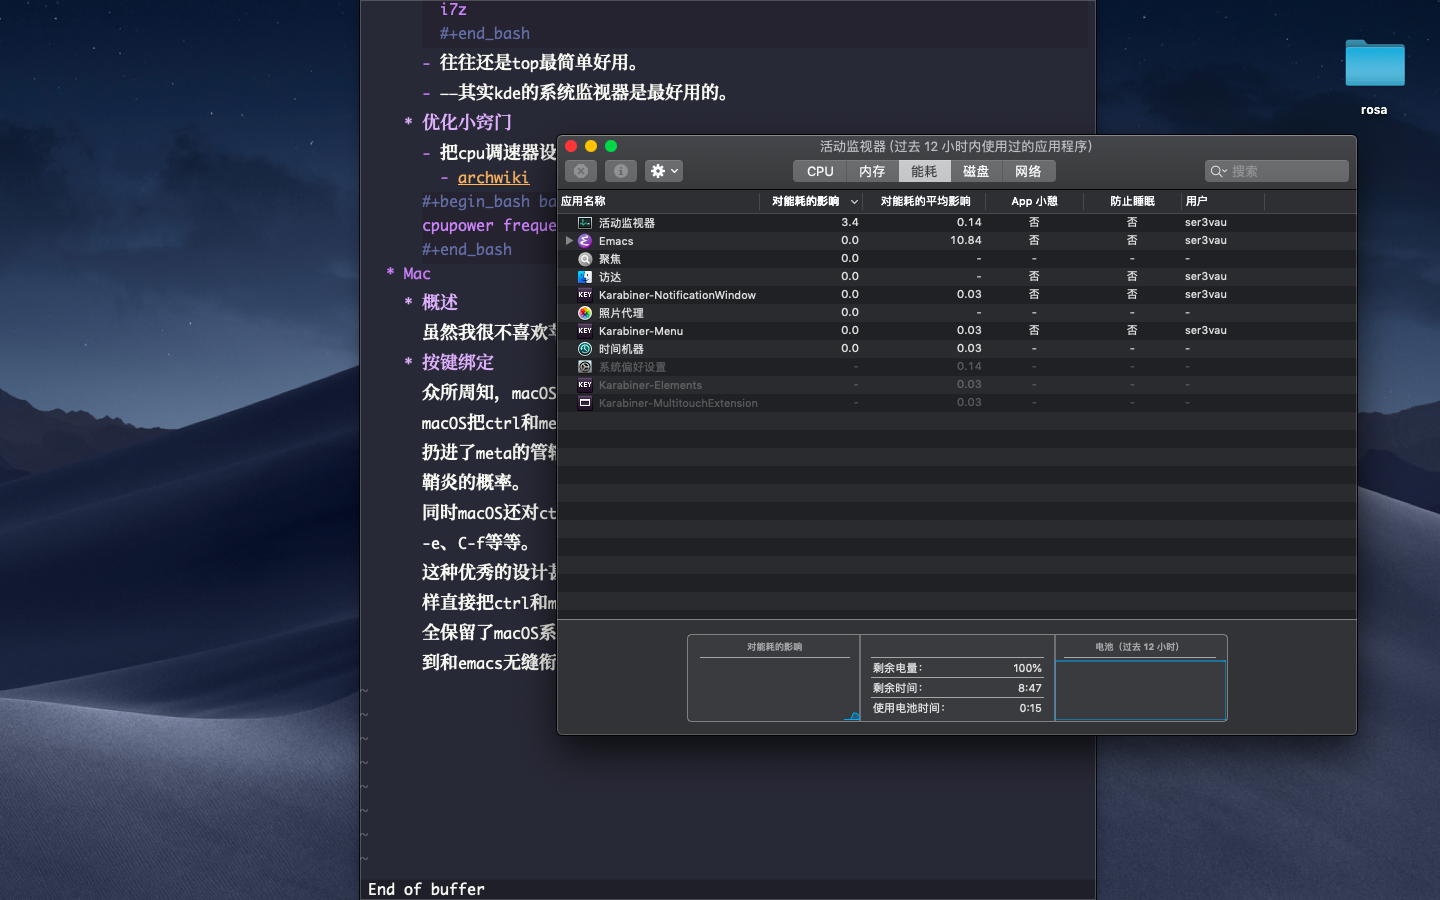 i7z
#+end_bash
- 往往还是top最简单好用。
- ——其实kde的系统监视器是最好用的。
* 优化小窍门
- 把cpu调速器设
- archwiki
#+begin_bash ba
cpupower freque
#+end_bash
* Mac
* 概述
虽然我很不喜欢
* 按键绑定
众所周知，macOS
macOS把ctrl和me
扔进了meta的管
鞘炎的概率。
同时macOS还对ct
-e、C-f等等。
这种优秀的设计
样直接把ctrl和m
全保留了macOS系
到和emacs无缝衔
~
~
~
~
~
~
~
~
End of buffer
rosa
活动监视器 (过去 12 小时内使用过的应用程序)
CPU 内存 能耗 磁盘 网络 搜索
应用名称 对能耗的影响 对能耗的平均影响 App 小憩 防止睡眠 用户
活动监视器 3.4 0.14 否 否 ser3vau
Emacs 0.0 10.84 否 否 ser3vau
聚焦 0.0 - - - -
访达 0.0 - 否 否 ser3vau
KEY Karabiner-NotificationWindow 0.0 0.03 否 否 ser3vau
照片代理 0.0 - - - -
KEY Karabiner-Menu 0.0 0.03 否 否 ser3vau
时间机器 0.0 0.03 - - -
系统偏好设置 - 0.14 - - -
KEY Karabiner-Elements - 0.03 - - -
Karabiner-MultitouchExtension - 0.03 - - -
对能耗的影响
剩余电量： 100%
剩余时间： 8:47
使用电池时间： 0:15
电池（过去 12 小时）